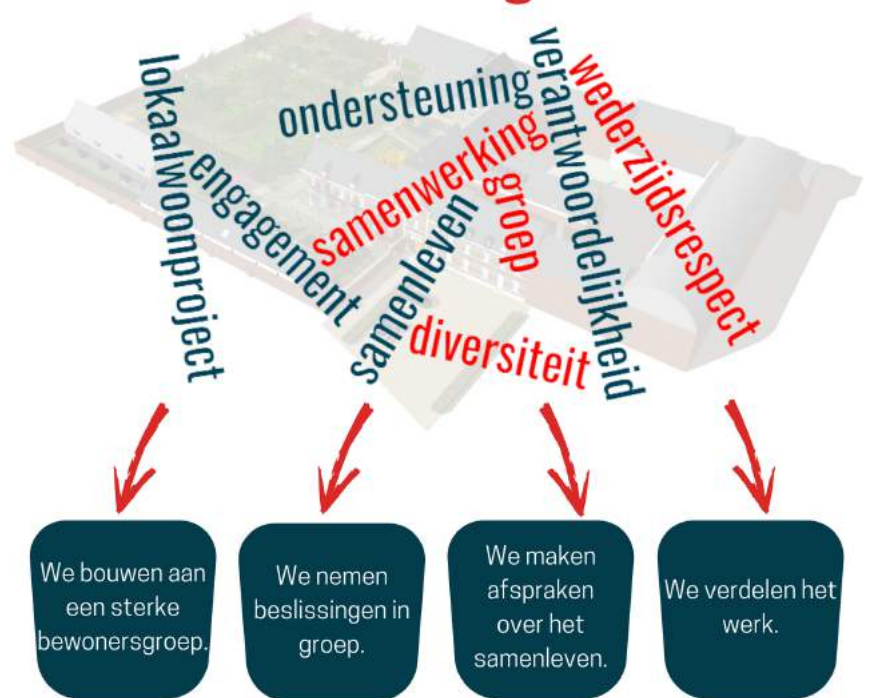 lokaalwoonproject
engagement
ondersteuning
samenwerking
samenleven
groep
diversiteit
verantwoordelijkheid
wederzijdsrespect
We bouwen aan
een sterke
bewonersgroep.
We nemen
beslissingen in
groep.
We maken
afspraken
over het
samenleven.
We verdelen het
werk.